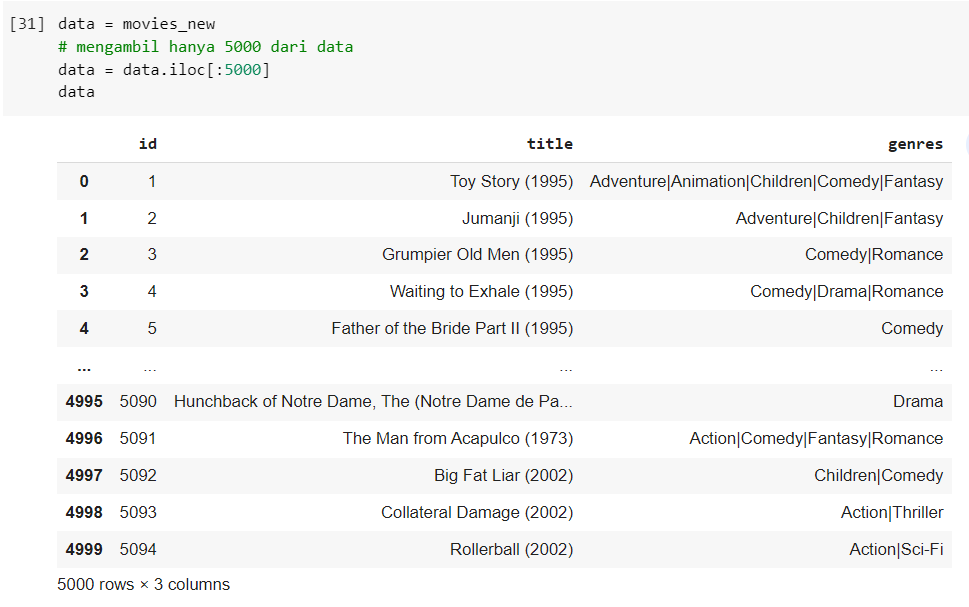 [31] data = movies_new
# mengambil hanya 5000 dari data
data = data.iloc[:5000]
data
id title genres
0 1 Toy Story (1995) Adventure|Animation|Children|Comedy|Fantasy
1 2 Jumanji (1995) Adventure|Children|Fantasy
2 3 Grumpier Old Men (1995) Comedy|Romance
3 4 Waiting to Exhale (1995) Comedy|Drama|Romance
4 5 Father of the Bride Part II (1995) Comedy
... ... ... ...
4995 5090 Hunchback of Notre Dame, The (Notre Dame de Pa... Drama
4996 5091 The Man from Acapulco (1973) Action|Comedy|Fantasy|Romance
4997 5092 Big Fat Liar (2002) Children|Comedy
4998 5093 Collateral Damage (2002) Action|Thriller
4999 5094 Rollerball (2002) Action|Sci-Fi
5000 rows × 3 columns